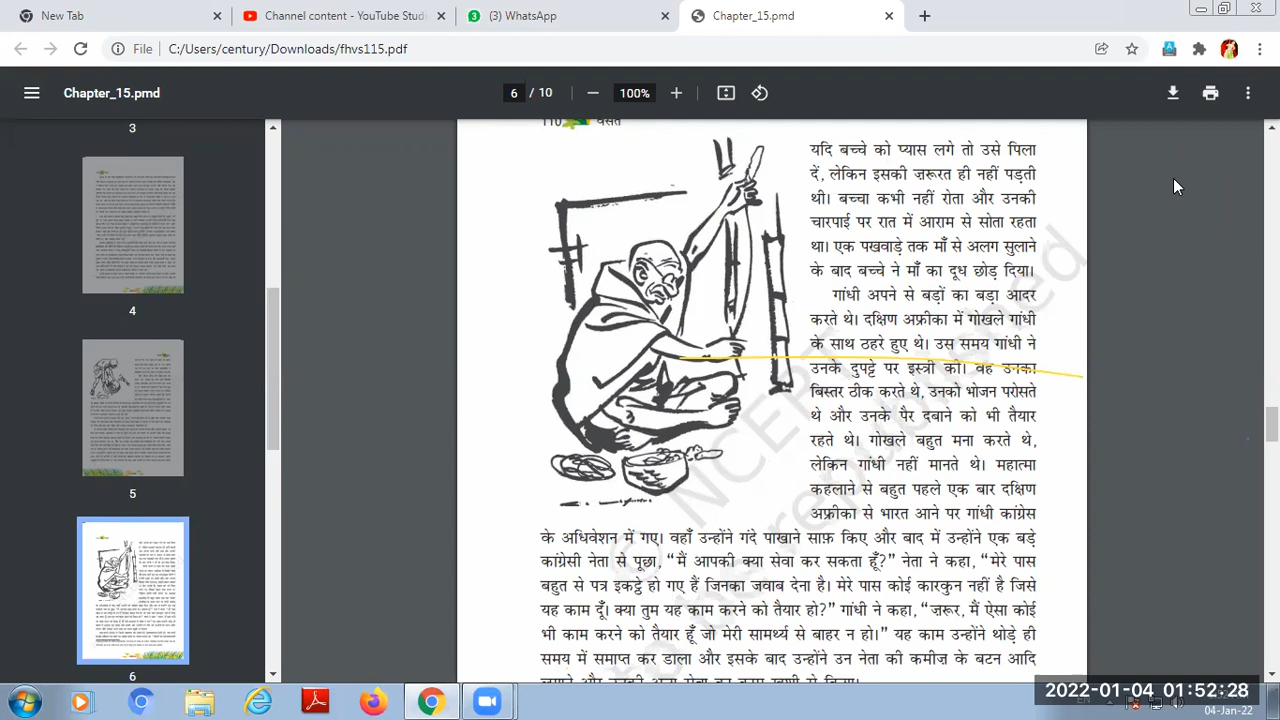 New Tab
Channel content - YouTube Stud
(3) WhatsApp
Chapter_15.pmd
File C:/Users/century/Downloads/fhvs115.pdf
Chapter_15.pmd
6 / 10
100%
3
4
5
6
110 वसंत
यदि बच्चे को प्यास लगे तो उसे पिला
दें, लेकिन इसकी ज़रूरत ही नहीं पड़ती
थी। बच्चा कभी नहीं रोता और उनकी
चारपाई पर रात में आराम से सोता रहता
था। एक पखवाड़े तक माँ से अलग सुलाने
के बाद बच्चे ने माँ का दूध छोड़ दिया।
गांधी अपने से बड़ों का बड़ा आदर
करते थे। दक्षिण अफ्रीका में गोखले गांधी
के साथ ठहरे हुए थे। उस समय गांधी ने
उनके दुपट्टे पर इस्त्री की। वह उनका
बिस्तर ठीक करते थे, उनको भोजन परोसते
थे और उनके पैर दबाने को भी तैयार
रहते थे। गोखले बहुत मना करते थे,
लेकिन गांधी नहीं मानते थे। महात्मा
कहलाने से बहुत पहले एक बार दक्षिण
अफ्रीका से भारत आने पर गांधी कांग्रेस
के अधिवेशन में गए। वहाँ उन्होंने गंदे पाखाने साफ़ किए और बाद में उन्होंने एक बड़े
कांग्रेसी नेता से पूछा, “मैं आपकी क्या सेवा कर सकता हूँ?” नेता ने कहा, “मेरे पास
बहुत से पत्र इकट्ठे हो गए हैं जिनका जवाब देना है। मेरे पास कोई कारकुन नहीं है जिसे
यह काम दूँ। क्या तुम यह काम करने को तैयार हो?” गांधी ने कहा, “ज़रूर, मैं ऐसा कोई
भी काम करने को तैयार हूँ जो मेरी सामर्थ्य से बाहर न हो।” यह काम उन्होंने थोड़े ही
समय में समाप्त कर डाला और इसके बाद उन्होंने उन नेता की कमीज़ के बटन आदि
2022-01-04 01:52:28
EN
04-Jan-22